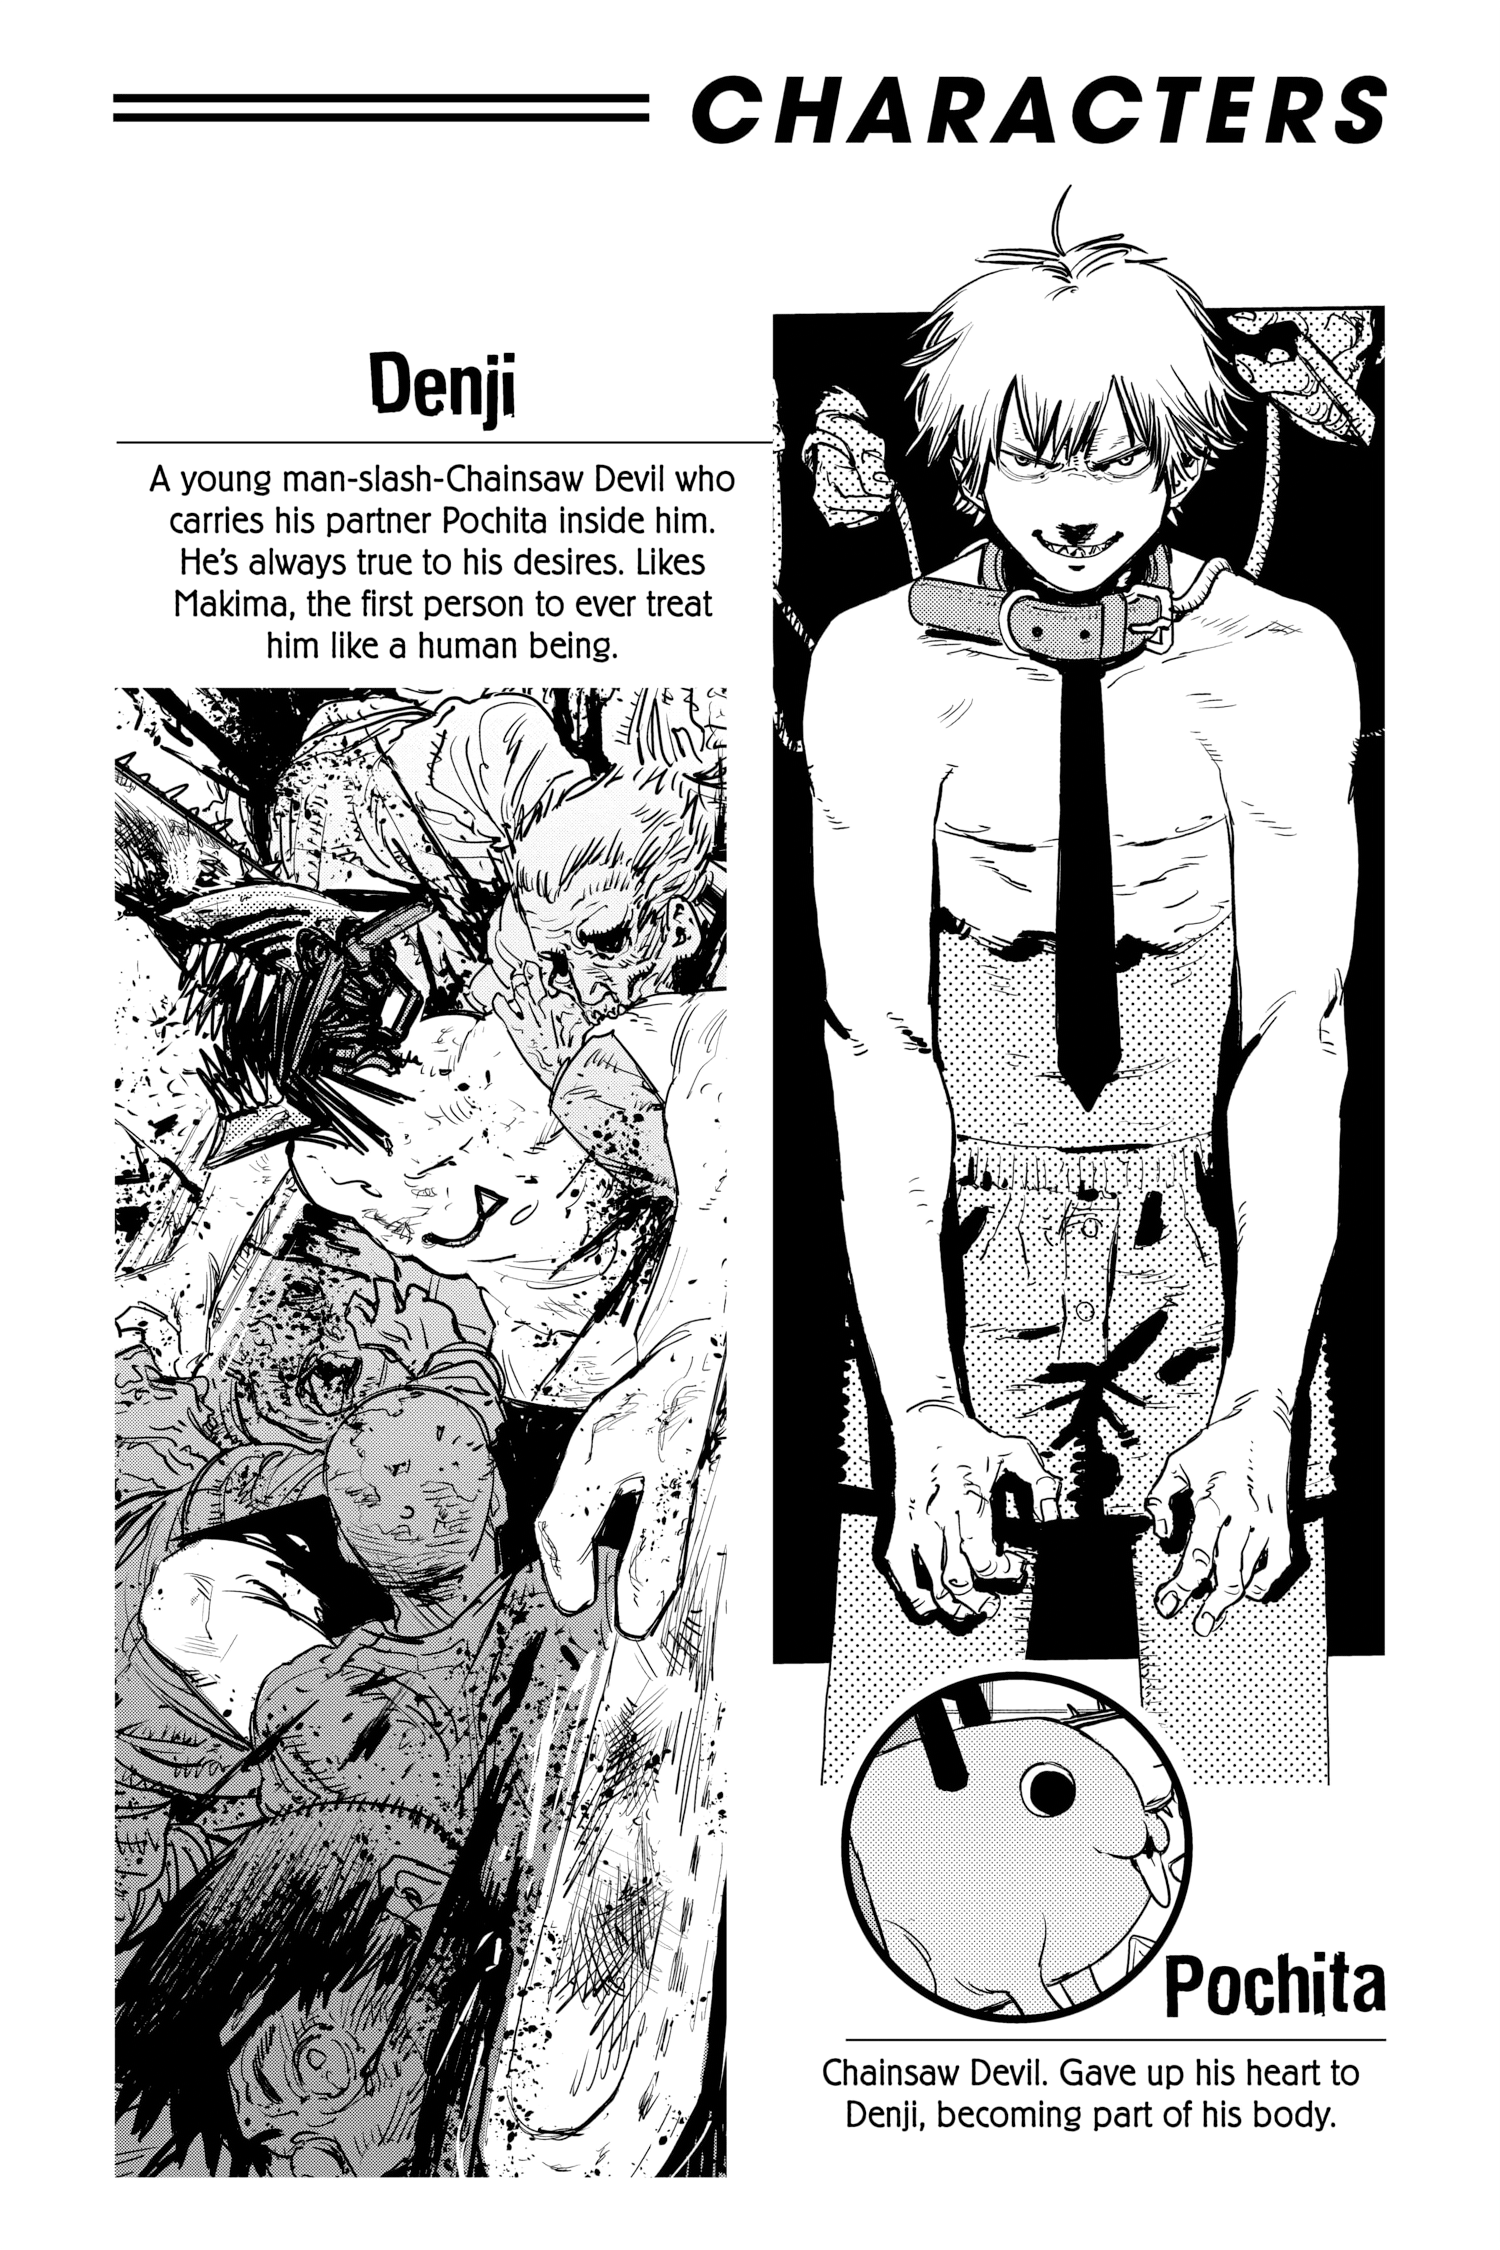 CHARACTERS
Denji
A young man-slash-Chainsaw Devil who
carries his partner Pochita inside him.
He's always true to his desires. Likes
Makima, the first person to ever treat
him like a human being.
Pochita
Chainsaw Devil. Gave up his heart to
Denji, becoming part of his body.